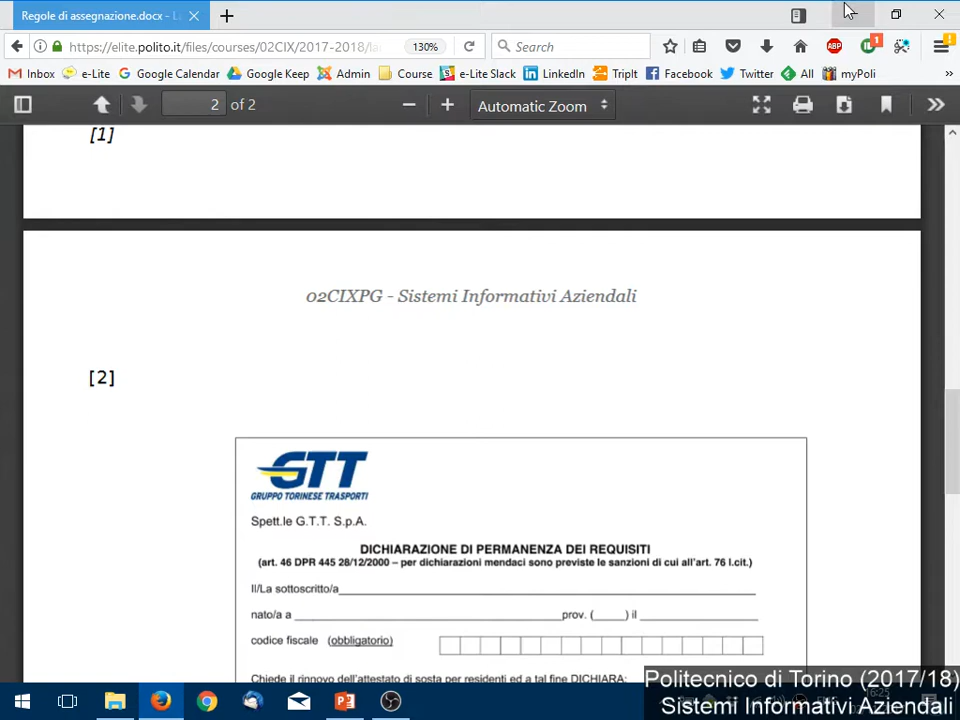 Regole di assegnazione.docx - L
https://elite.polito.it/files/courses/02CIX/2017-2018/la
130%
Search
Inbox
e-Lite
Google Calendar
Google Keep
Admin
Course
e-Lite Slack
LinkedIn
TripIt
Facebook
Twitter
All
myPoli
2 of 2
Automatic Zoom
[1]
02CIXPG - Sistemi Informativi Aziendali
[2]
GTT
GRUPPO TORINESE TRASPORTI
Spett.le G.T.T. S.p.A.
DICHIARAZIONE DI PERMANENZA DEI REQUISITI
(art. 46 DPR 445 28/12/2000 – per dichiarazioni mendaci sono previste le sanzioni di cui all'art. 76 l.cit.)
Il/La sottoscritto/a
nato/a a prov. ( ) il
codice fiscale (obbligatorio)
Chiede il rinnovo dell'attestato di sosta per residenti ed a tal fine DICHIARA:
Politecnico di Torino (2017/18)
16:25
Sistemi Informativi Aziendali